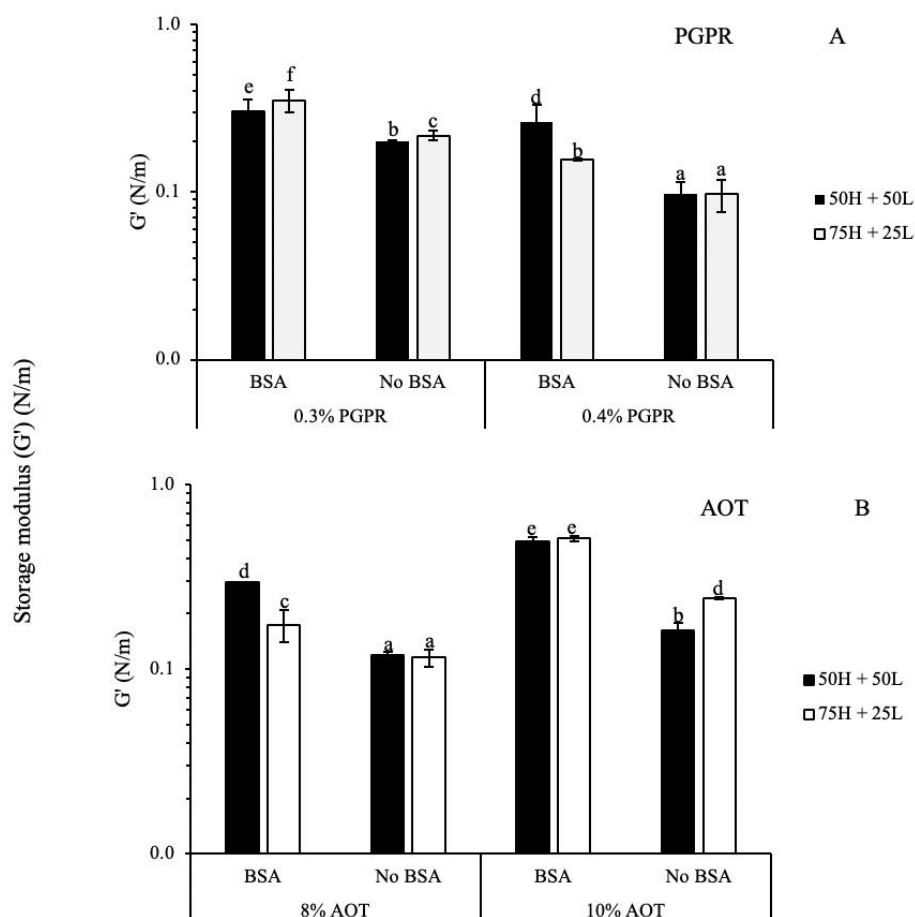 Storage modulus (G') (N/m)
PGPR A
G' (N/m)
1.0
0.1
0.0
e f b c d b a a
50H + 50L
75H + 25L
BSA No BSA BSA No BSA
0.3% PGPR 0.4% PGPR
AOT B
G' (N/m)
1.0
0.1
0.0
d c a a e e b d
50H + 50L
75H + 25L
BSA No BSA BSA No BSA
8% AOT 10% AOT